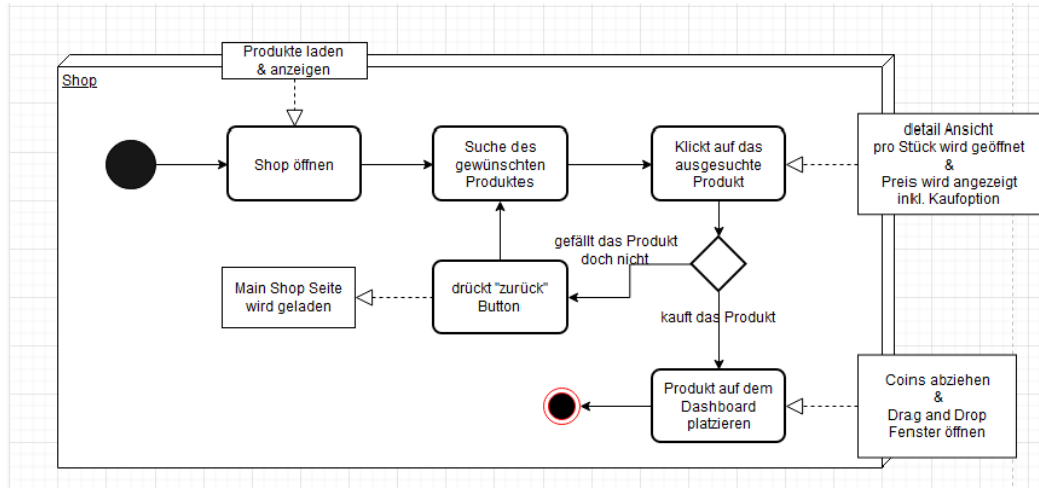 Produkte laden
& anzeigen
Shop
Shop öffnen
Suche des
gewünschten
Produktes
Klickt auf das
ausgesuchte
Produkt
detail Ansicht
pro Stück wird geöffnet
&
Preis wird angezeigt
inkl. Kaufoption
gefällt das Produkt
doch nicht
Main Shop Seite
wird geladen
drückt "zurück"
Button
kauft das Produkt
Produkt auf dem
Dashboard
platzieren
Coins abziehen
&
Drag and Drop
Fenster öffnen